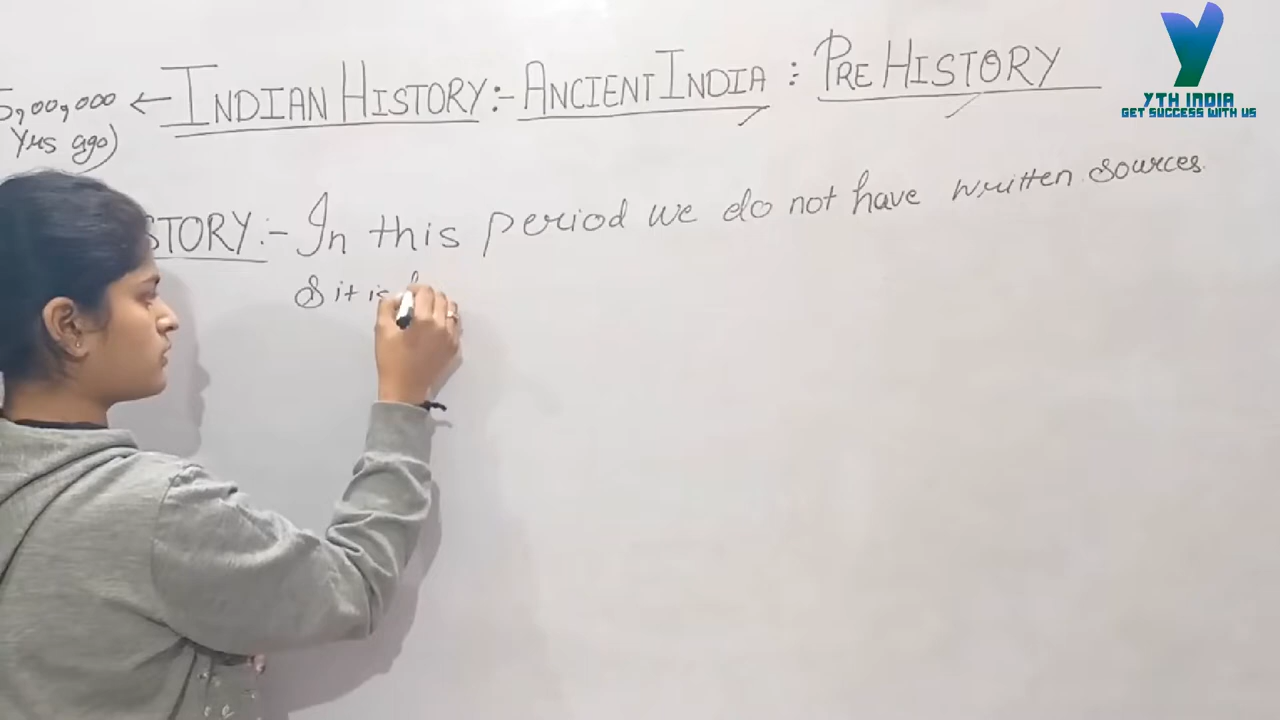 5,00,000 ← INDIAN HISTORY:- ANCIENT INDIA : PRE HISTORY
Yrs ago)
YTH INDIA
GET SUCCESS WITH US
STORY:- In this period we do not have written sources.
& it is